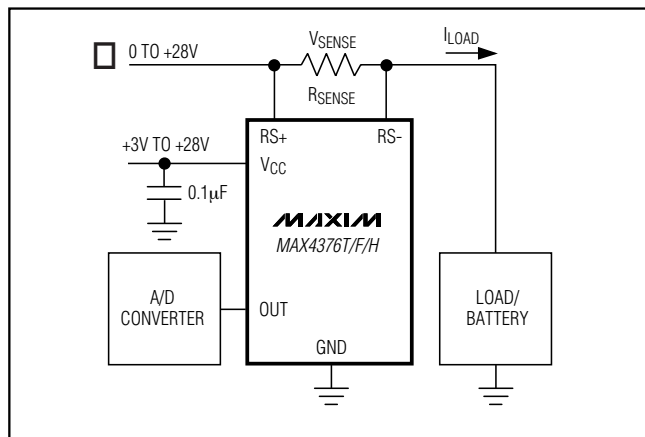 0 TO +28V
VSENSE
ILOAD
RSENSE
RS+
RS-
+3V TO +28V
VCC
0.1μF
MAXIM
MAX4376T/F/H
A/D
CONVERTER
OUT
LOAD/
BATTERY
GND